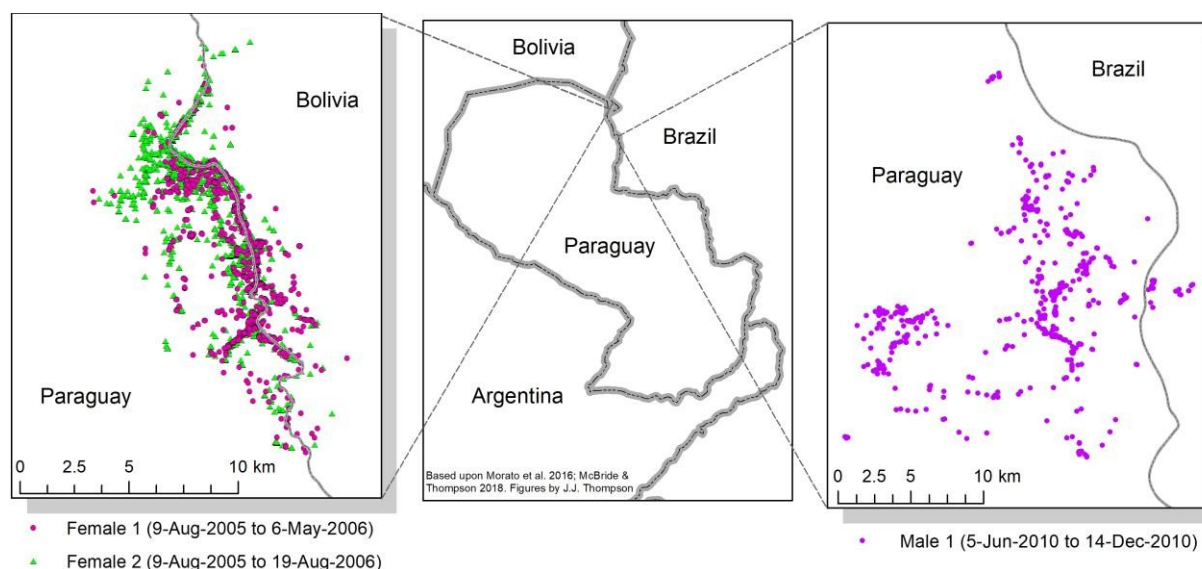 Bolivia
Paraguay
0 2.5 5 10 km
Female 1 (9-Aug-2005 to 6-May-2006)
Female 2 (9-Aug-2005 to 19-Aug-2006)
Bolivia
Brazil
Paraguay
Argentina
Based upon Morato et al. 2016; McBride &
Thompson 2018. Figures by J.J. Thompson
Brazil
Paraguay
0 2.5 5 10 km
Male 1 (5-Jun-2010 to 14-Dec-2010)